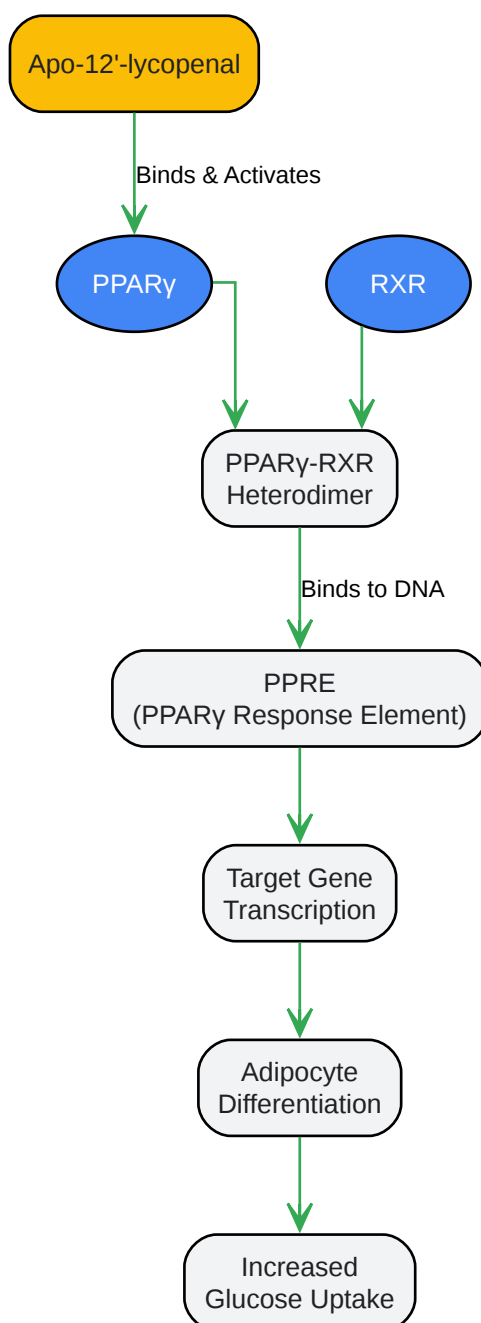 Apo-12'-lycopenal
Binds & Activates
PPARγ
RXR
PPARγ-RXR
Heterodimer
Binds to DNA
PPRE
(PPARγ Response Element)
Target Gene
Transcription
Adipocyte
Differentiation
Increased
Glucose Uptake